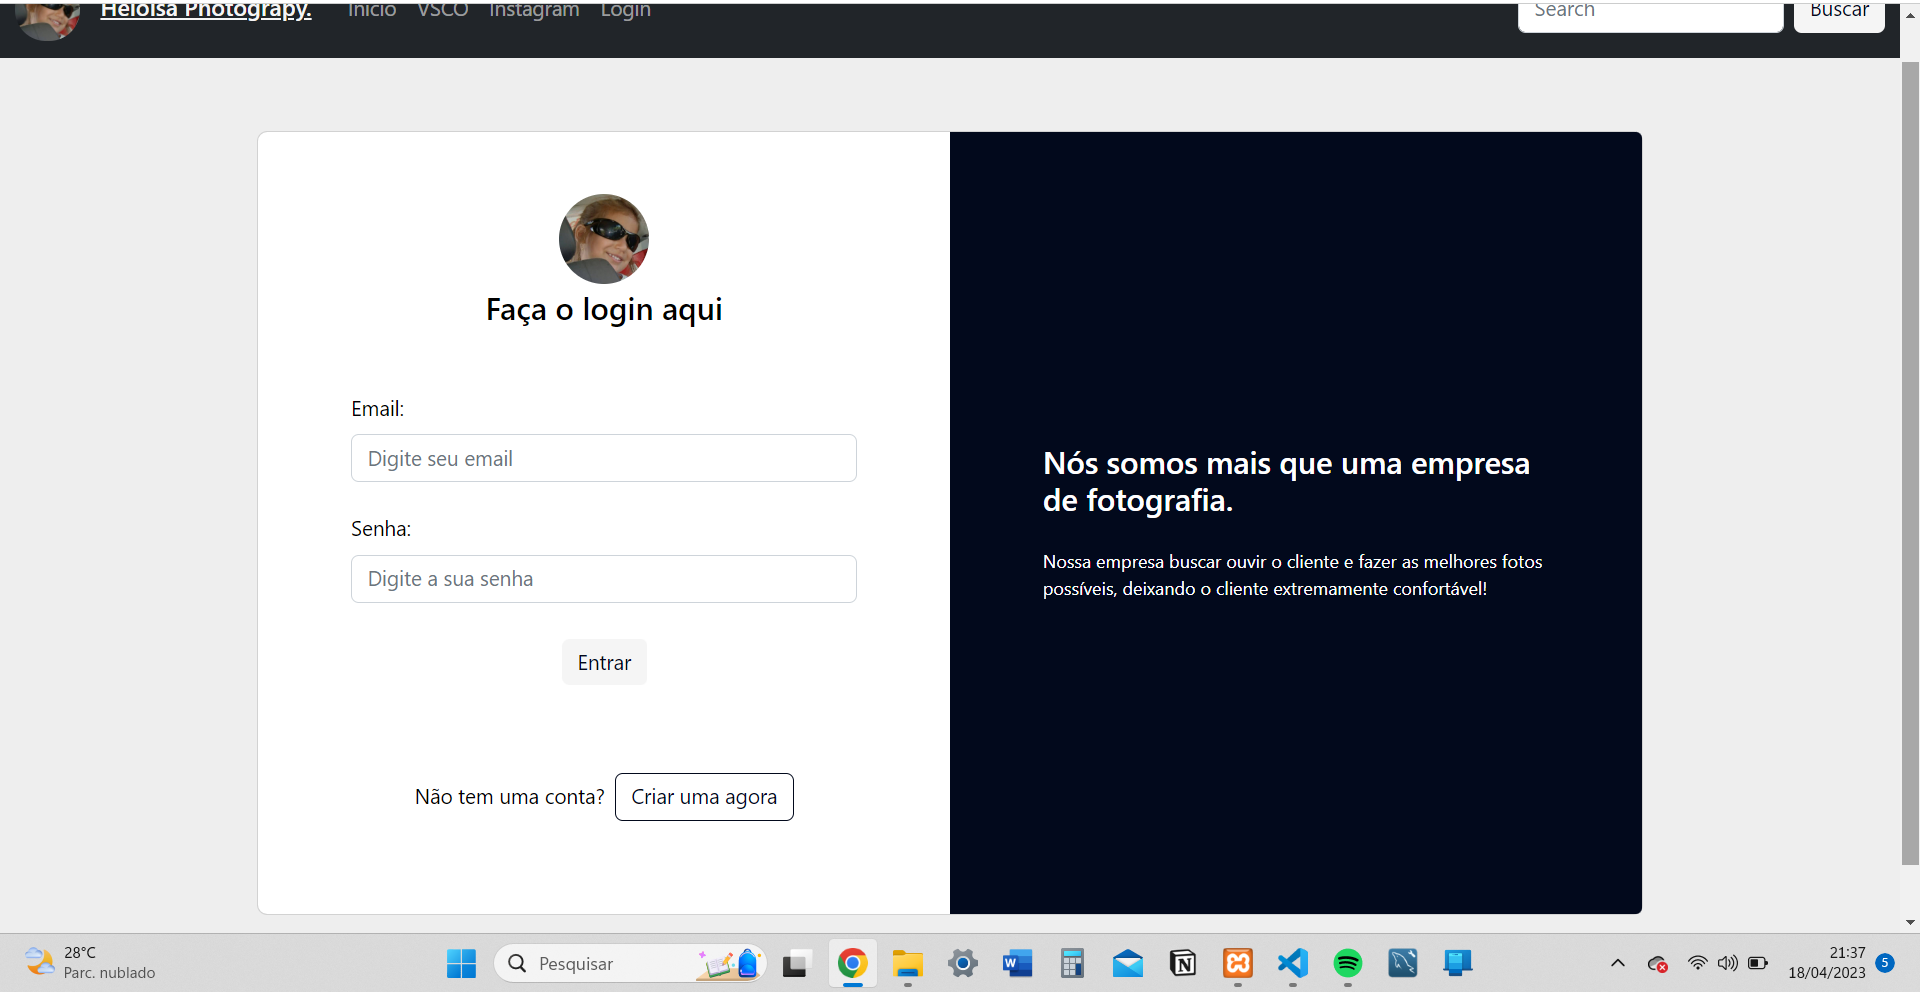 Heloisa Photograpy. Inicio VSCO Instagram Login Search Buscar
Faça o login aqui
Email:
Digite seu email
Senha:
Digite a sua senha
Entrar
Não tem uma conta? Criar uma agora
Nós somos mais que uma empresa
de fotografia.
Nossa empresa buscar ouvir o cliente e fazer as melhores fotos
possíveis, deixando o cliente extremamente confortável!
28°C
Parc. nublado
Pesquisar
21:37
18/04/2023
5